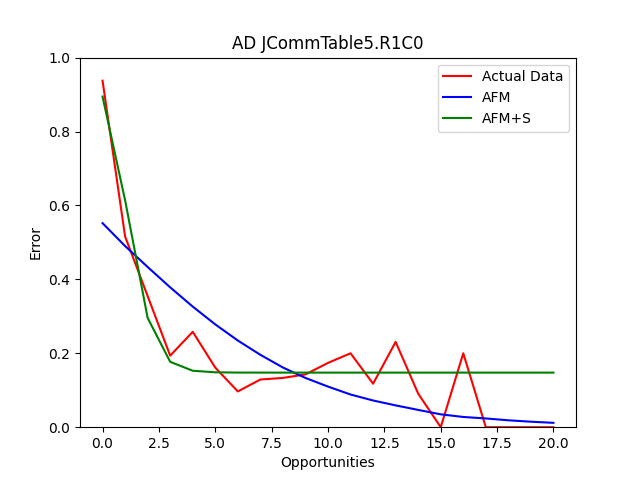 AD JCommTable5.R1C0
Actual Data
AFM
AFM+S
1.0
0.8
0.6
0.4
0.2
0.0
Error
0.0 2.5 5.0 7.5 10.0 12.5 15.0 17.5 20.0
Opportunities